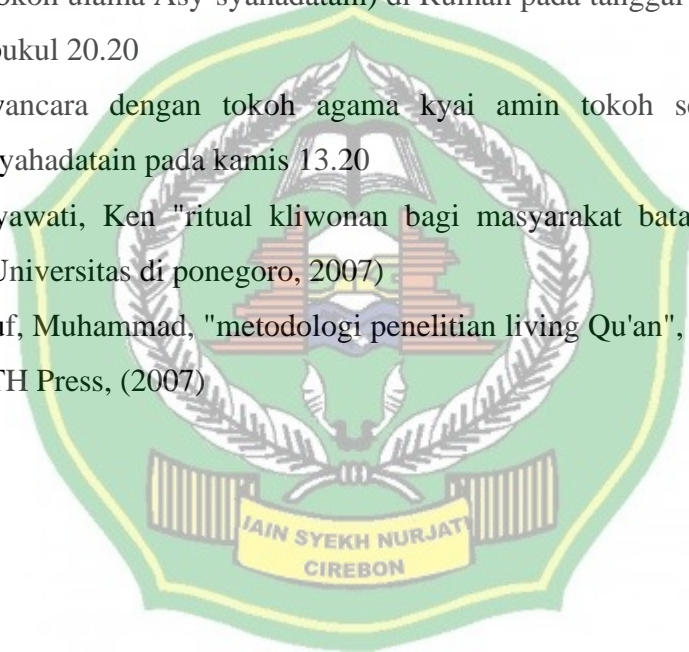 tokoh ulama Asy-syahadatain) di Rumah pada tanggal
pukul 20.20
wancara dengan tokoh agama kyai amin tokoh se
yahadatain pada kamis 13.20
yawati, Ken "ritual kliwonan bagi masyarakat bata
Universitas di ponegoro, 2007)
uf, Muhammad, "metodologi penelitian living Qu'an",
TH Press, (2007)
IAIN SYEKH NURJATI
CIREBON